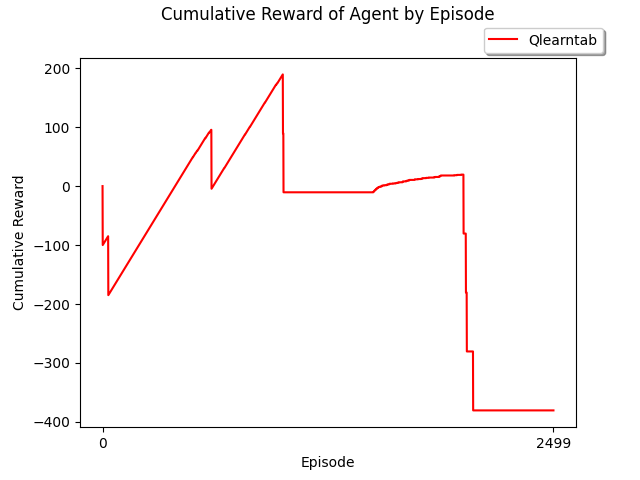 Cumulative Reward of Agent by Episode
Qlearntab
200
100
0
−100
−200
−300
−400
Cumulative Reward
0
2499
Episode